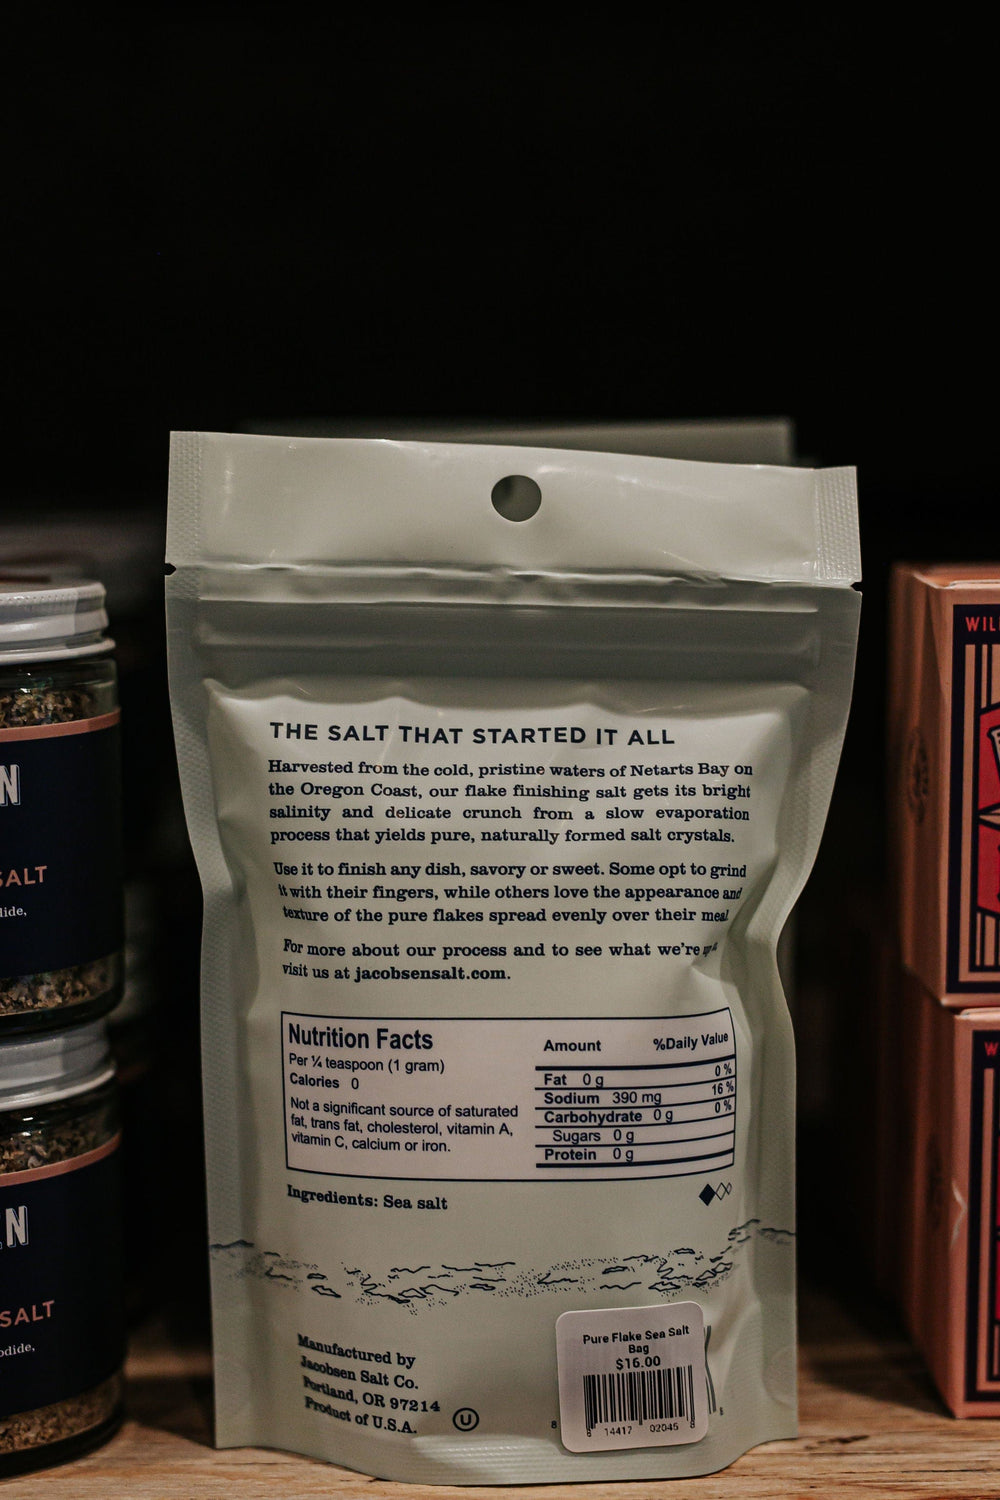 THE SALT THAT STARTED IT ALL
Harvested from the cold, pristine waters of Netarts Bay on
the Oregon Coast, our flake finishing salt gets its bright
salinity and delicate crunch from a slow evaporation
process that yields pure, naturally formed salt crystals.
Use it to finish any dish, savory or sweet. Some opt to grind
it with their fingers, while others love the appearance and
texture of the pure flakes spread evenly over their meal
For more about our process and to see what we're
visit us at jacobsensalt.com.
Nutrition Facts
Per ¼ teaspoon (1 gram)
Calories 0
Not a significant source of saturated
fat, trans fat, cholesterol, vitamin A,
vitamin C, calcium or iron.
Amount %Daily Value
Fat 0 g 0 %
Sodium 390 mg 16 %
Carbohydrate 0 g 0 %
Sugars 0 g
Protein 0 g
Ingredients: Sea salt
Manufactured by
Jacobsen Salt Co.
Portland, OR 97214
Product of U.S.A.
U
Pure Flake Sea Salt
Bag
$16.00
8 14417 02045 8
N
SALT
lide,
N
SALT
odide,
WIL
W